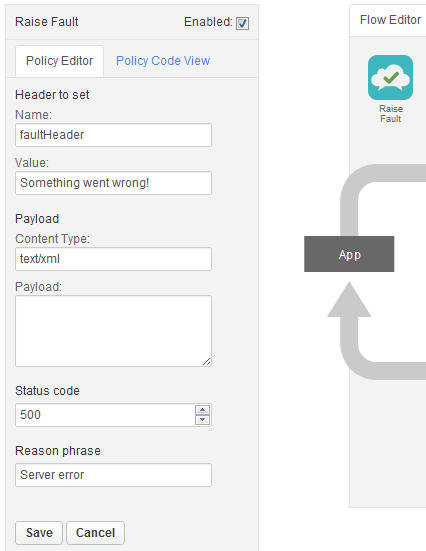 Raise Fault Enabled:
Policy Editor Policy Code View
Header to set
Name:
faultHeader
Value:
Something went wrong!
Payload
Content Type:
text/xml
Payload:
Status code
500
Reason phrase
Server error
Save Cancel
Flow Editor
Raise
Fault
App